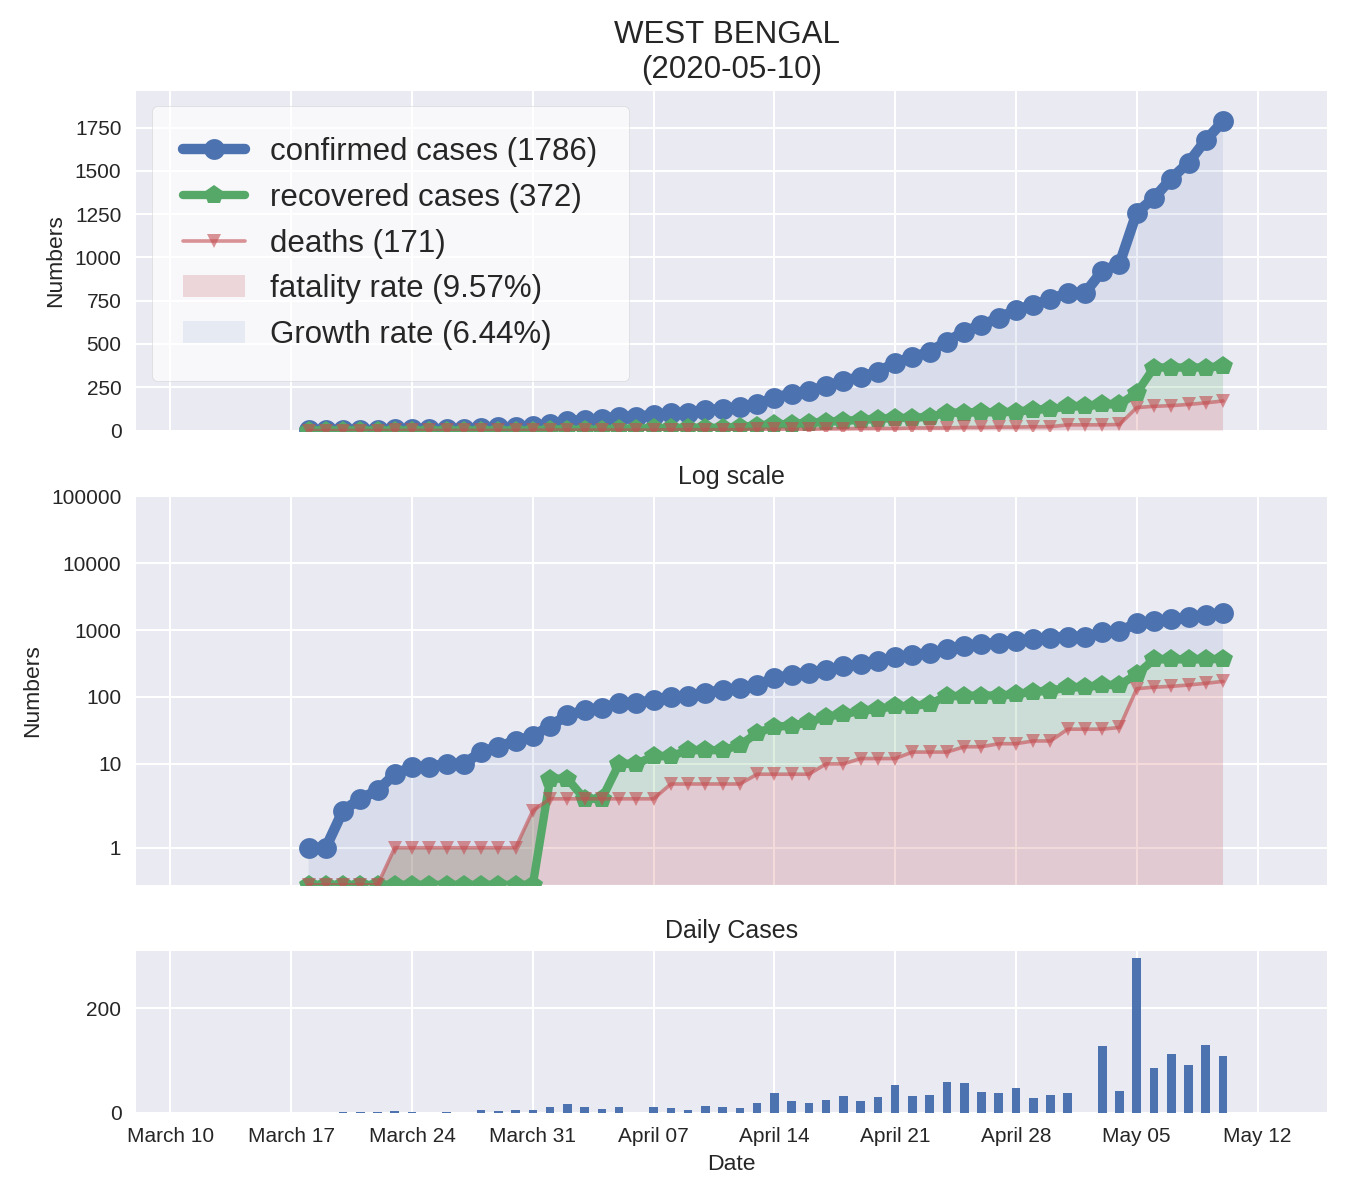 WEST BENGAL
(2020-05-10)
Numbers
1750
1500
1250
1000
750
500
250
0
confirmed cases (1786)
recovered cases (372)
deaths (171)
fatality rate (9.57%)
Growth rate (6.44%)
Log scale
Numbers
100000
10000
1000
100
10
1
Daily Cases
200
0
March 10 March 17 March 24 March 31 April 07 April 14 April 21 April 28 May 05 May 12
Date